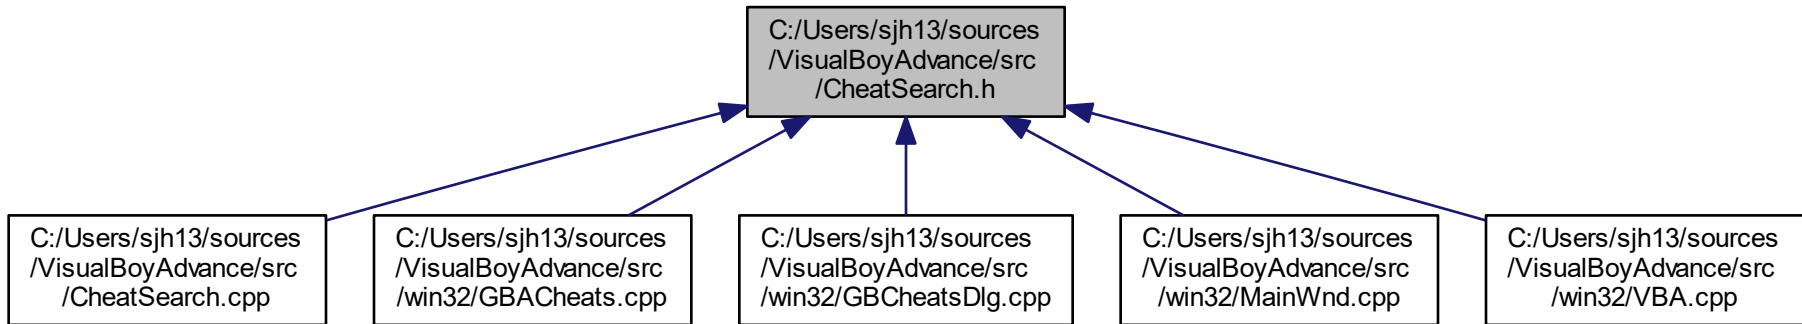 C:/Users/sjh13/sources
/VisualBoyAdvance/src
/CheatSearch.h
C:/Users/sjh13/sources
/VisualBoyAdvance/src
/CheatSearch.cpp
C:/Users/sjh13/sources
/VisualBoyAdvance/src
/win32/GBACheats.cpp
C:/Users/sjh13/sources
/VisualBoyAdvance/src
/win32/GBCheatsDlg.cpp
C:/Users/sjh13/sources
/VisualBoyAdvance/src
/win32/MainWnd.cpp
C:/Users/sjh13/sources
/VisualBoyAdvance/src
/win32/VBA.cpp